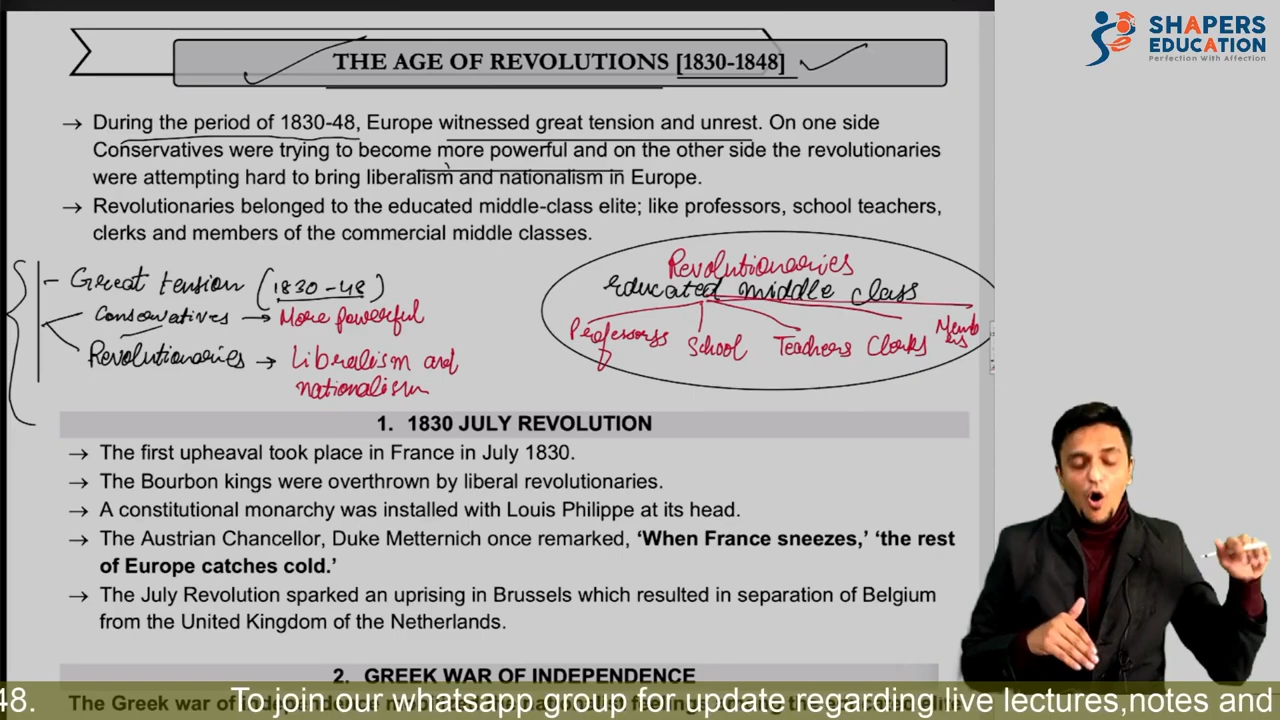 SHAPERS
EDUCATION
Perfection With Affection
THE AGE OF REVOLUTIONS [1830-1848]
→ During the period of 1830-48, Europe witnessed great tension and unrest. On one side
Conservatives were trying to become more powerful and on the other side the revolutionaries
were attempting hard to bring liberalism and nationalism in Europe.
→ Revolutionaries belonged to the educated middle-class elite; like professors, school teachers,
clerks and members of the commercial middle classes.
- Great tension (1830-48)
Conservatives → More powerful
Revolutionaries → Liberalism and
nationalism
Revolutionaries
Educated middle class
Professorss School Teachers Clerks Members
1. 1830 JULY REVOLUTION
→ The first upheaval took place in France in July 1830.
→ The Bourbon kings were overthrown by liberal revolutionaries.
→ A constitutional monarchy was installed with Louis Philippe at its head.
→ The Austrian Chancellor, Duke Metternich once remarked, ‘When France sneezes,’ ‘the rest
of Europe catches cold.’
→ The July Revolution sparked an uprising in Brussels which resulted in separation of Belgium
from the United Kingdom of the Netherlands.
2. GREEK WAR OF INDEPENDENCE
48. To join our whatsapp group for update regarding live lectures,notes and
The Greek war of